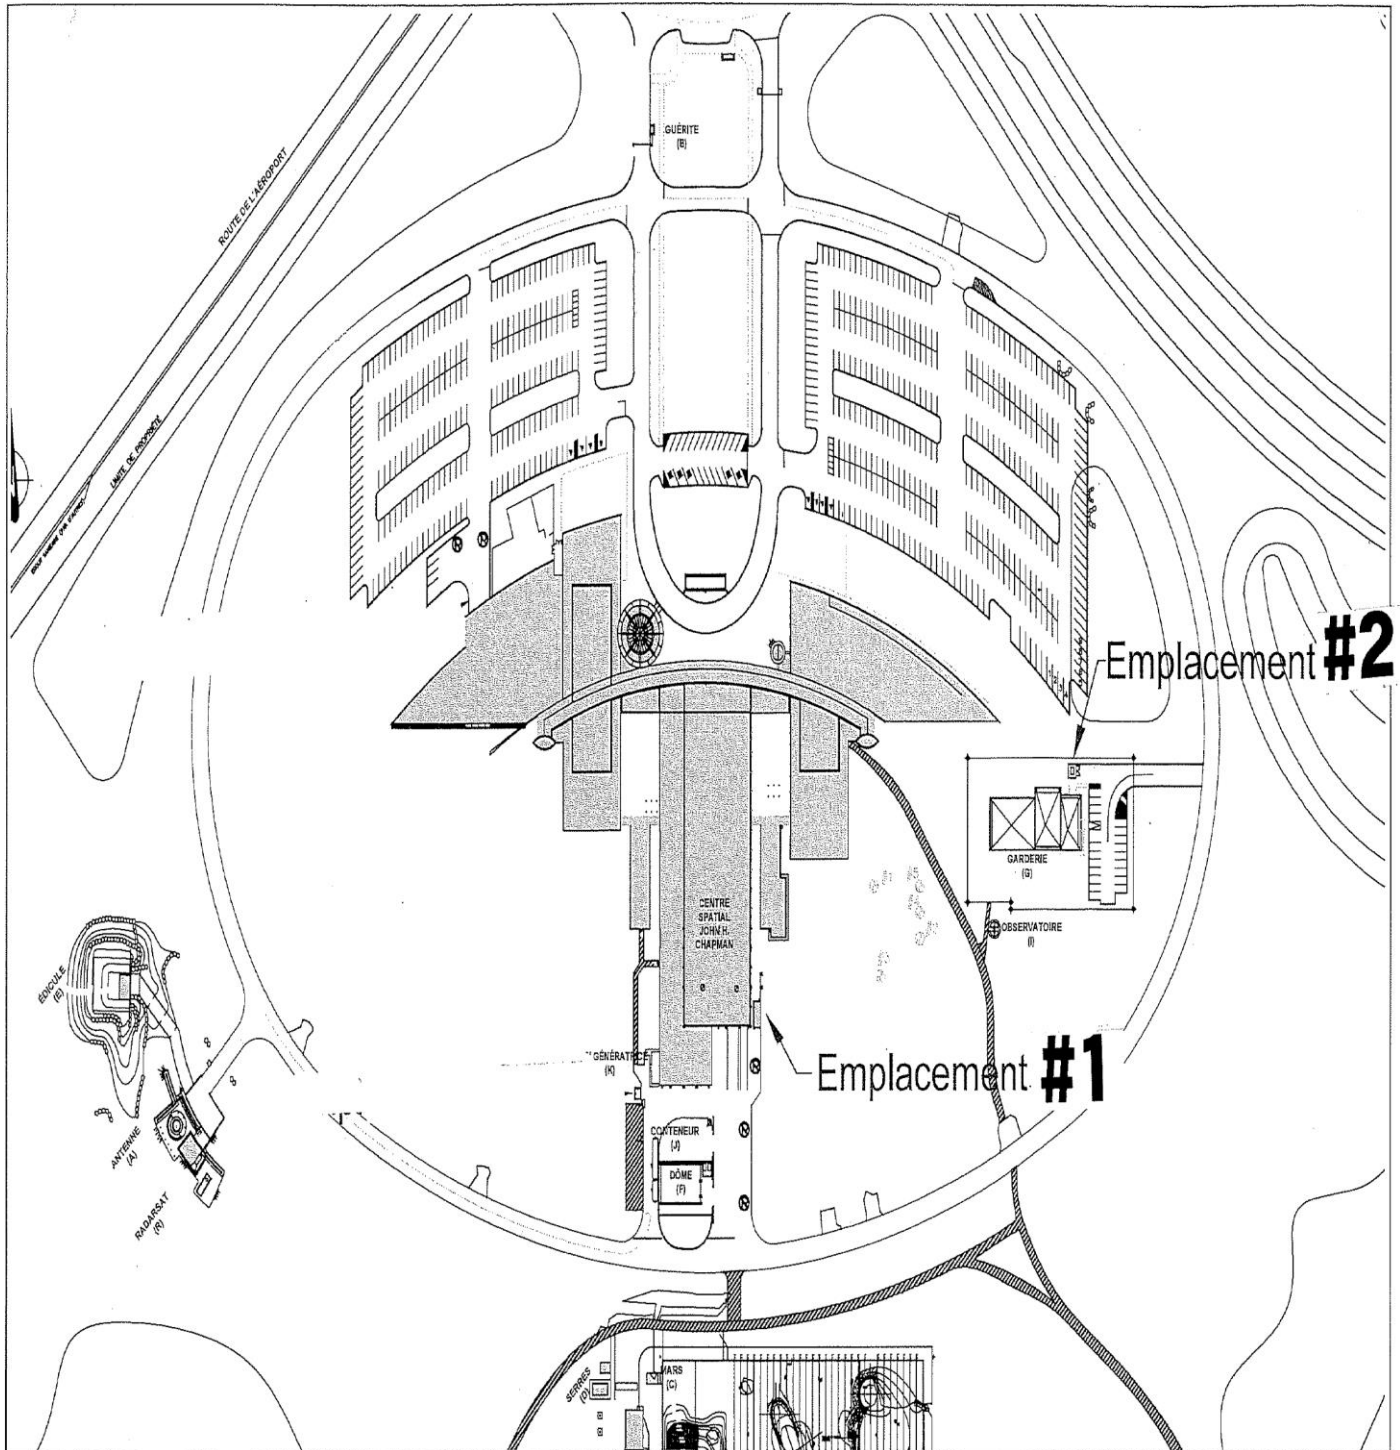 GUÉRITE
(B)
ROUTE DE L'AÉROPORT
LIMITE DE PROPRIÉTÉ
Emplacement #2
GARDERIE
(G)
CENTRE
SPATIAL
JOHN H.
CHAPMAN
OBSERVATOIRE
(I)
ÉDICULE
(E)
GÉNÉRATRICE
(K)
Emplacement #1
ANTENNE
(A)
CONTENEUR
(J)
DÔME
(F)
RADARSAT
(R)
SERRES
(D)
MARS
(C)